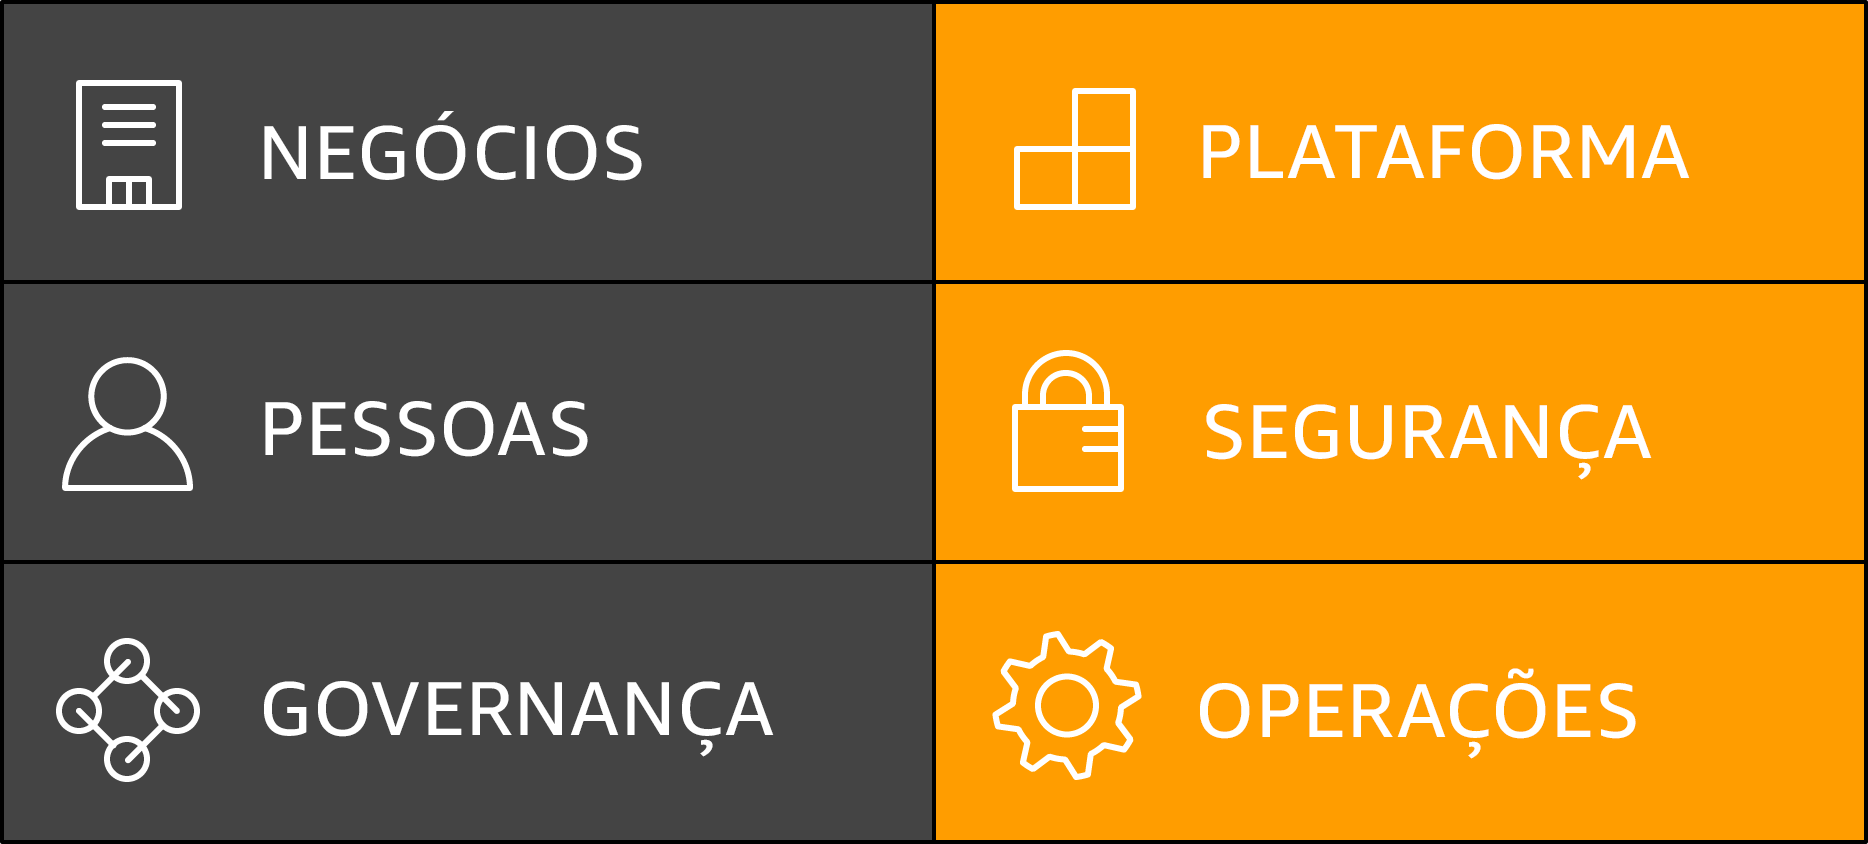 NEGÓCIOS
PLATAFORMA
PESSOAS
SEGURANÇA
GOVERNANÇA
OPERAÇÕES